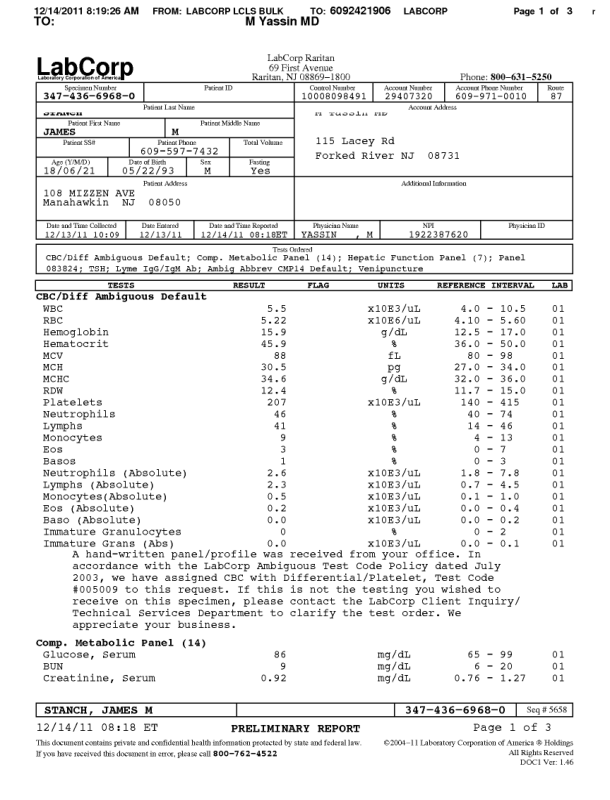 12/14/2011 8:19:26 AM FROM: LABCORP LCLS BULK TO: 6092421906 LABCORP Page 1 of 3
TO: M Yassin MD
LabCorp
Laboratory Corporation of America
LabCorp Raritan
69 First Avenue
Raritan, NJ 08869-1800 Phone: 800-631-5250
Specimen Number Patient ID Control Number Account Number Account Phone Number Route
347-436-6968-0 10008098491 29407320 609-971-0010 87
Patient Last Name Account Address
STANCH M Yassin MD
Patient First Name Patient Middle Name
JAMES M
Patient SS# Patient Phone Total Volume
609-597-7432
115 Lacey Rd
Forked River NJ 08731
Age (Y/M/D) Date of Birth Sex Fasting
18/06/21 05/22/93 M Yes
Patient Address Additional Information
108 MIZZEN AVE
Manahawkin NJ 08050
Date and Time Collected Date Entered Date and Time Reported Physician Name NPI Physician ID
12/13/11 10:09 12/13/11 12/14/11 08:18ET YASSIN , M 1922387620
Tests Ordered
CBC/Diff Ambiguous Default; Comp. Metabolic Panel (14); Hepatic Function Panel (7); Panel
083824; TSH; Lyme IgG/IgM Ab; Ambig Abbrev CMP14 Default; Venipuncture
TESTS RESULT FLAG UNITS REFERENCE INTERVAL LAB
CBC/Diff Ambiguous Default
WBC 5.5 x10E3/uL 4.0 - 10.5 01
RBC 5.22 x10E6/uL 4.10 - 5.60 01
Hemoglobin 15.9 g/dL 12.5 - 17.0 01
Hematocrit 45.9 % 36.0 - 50.0 01
MCV 88 fL 80 - 98 01
MCH 30.5 pg 27.0 - 34.0 01
MCHC 34.6 g/dL 32.0 - 36.0 01
RDW 12.4 % 11.7 - 15.0 01
Platelets 207 x10E3/uL 140 - 415 01
Neutrophils 46 % 40 - 74 01
Lymphs 41 % 14 - 46 01
Monocytes 9 % 4 - 13 01
Eos 3 % 0 - 7 01
Basos 1 % 0 - 3 01
Neutrophils (Absolute) 2.6 x10E3/uL 1.8 - 7.8 01
Lymphs (Absolute) 2.3 x10E3/uL 0.7 - 4.5 01
Monocytes(Absolute) 0.5 x10E3/uL 0.1 - 1.0 01
Eos (Absolute) 0.2 x10E3/uL 0.0 - 0.4 01
Baso (Absolute) 0.0 x10E3/uL 0.0 - 0.2 01
Immature Granulocytes 0 % 0 - 2 01
Immature Grans (Abs) 0.0 x10E3/uL 0.0 - 0.1 01
A hand-written panel/profile was received from your office. In
accordance with the LabCorp Ambiguous Test Code Policy dated July
2003, we have assigned CBC with Differential/Platelet, Test Code
#005009 to this request. If this is not the testing you wished to
receive on this specimen, please contact the LabCorp Client Inquiry/
Technical Services Department to clarify the test order. We
appreciate your business.
Comp. Metabolic Panel (14)
Glucose, Serum 86 mg/dL 65 - 99 01
BUN 9 mg/dL 6 - 20 01
Creatinine, Serum 0.92 mg/dL 0.76 - 1.27 01
STANCH, JAMES M 347-436-6968-0 Seq # 5658
12/14/11 08:18 ET PRELIMINARY REPORT Page 1 of 3
This document contains private and confidential health information protected by state and federal law. ©2004-11 Laboratory Corporation of America ® Holdings
If you have received this document in error, please call 800-762-4522 All Rights Reserved
DOC1 Ver: 1.46